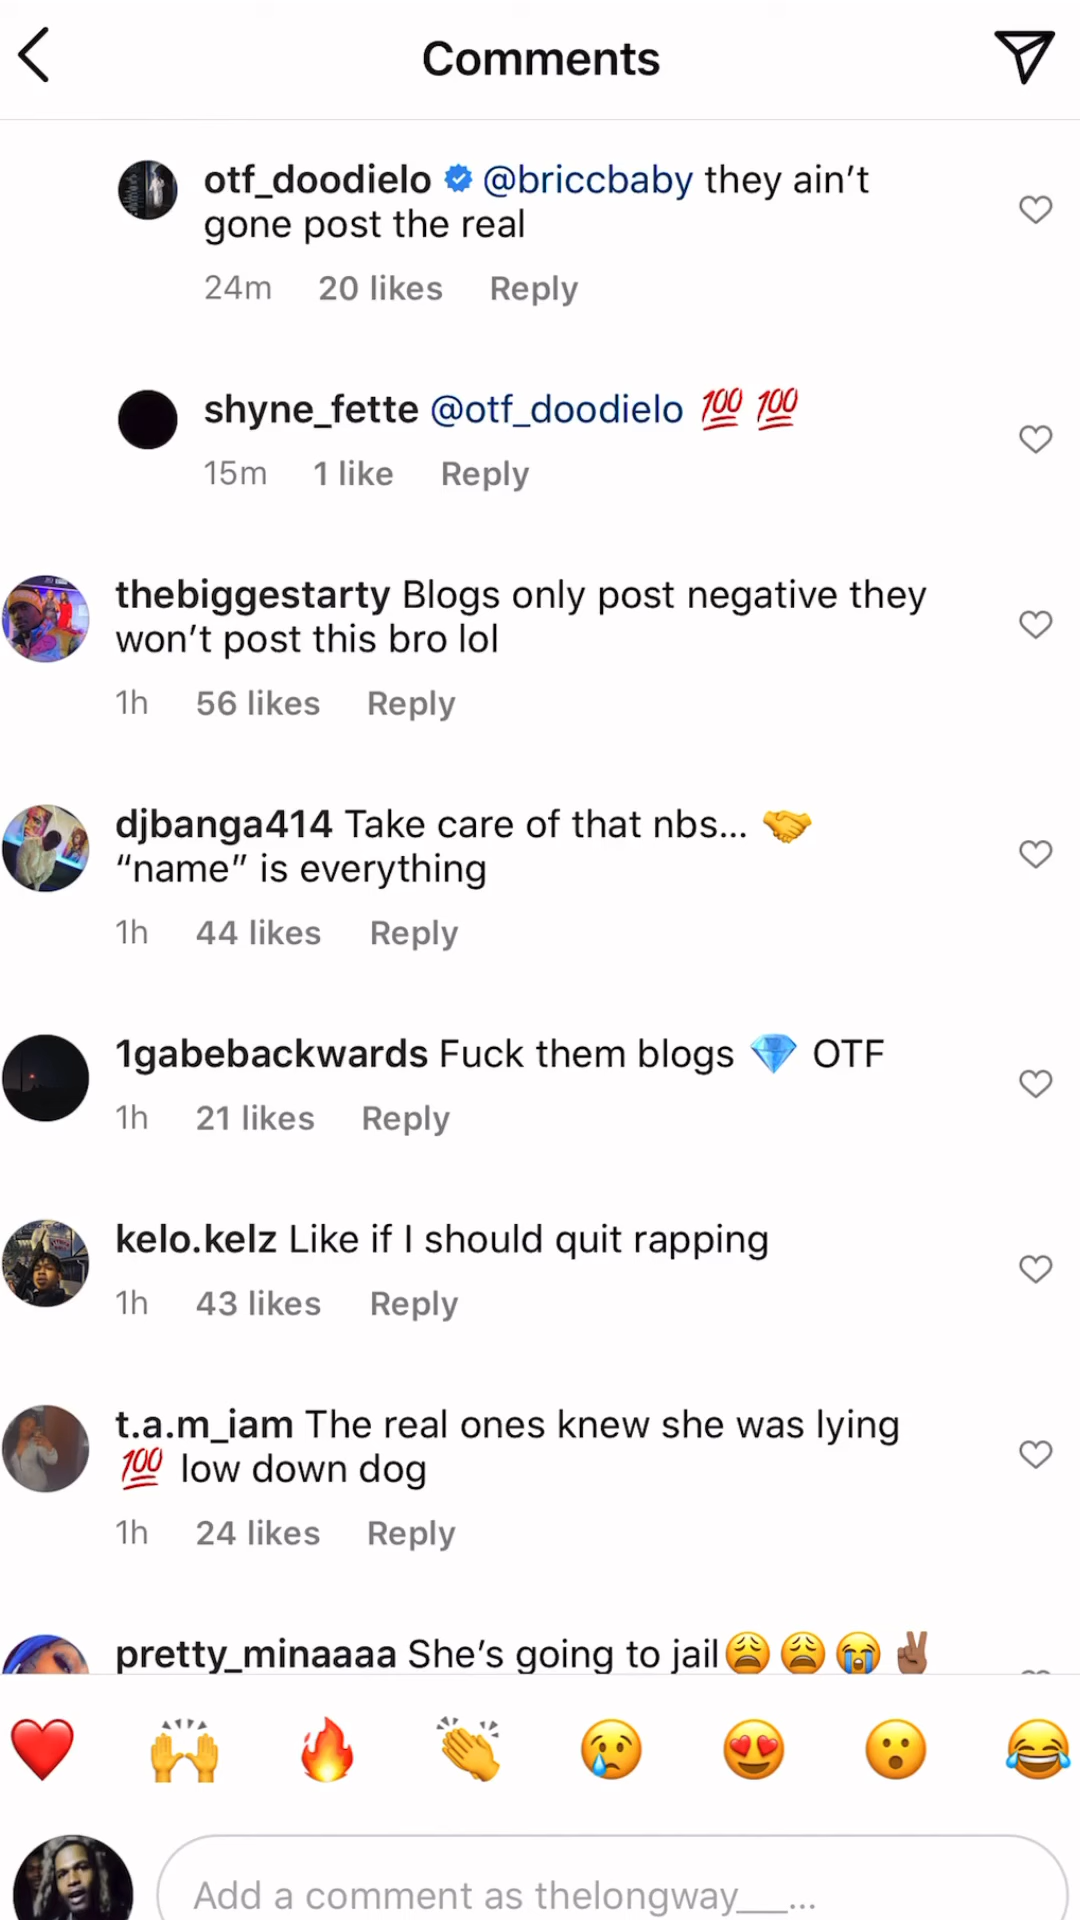 Comments
otf_doodielo @briccbaby they ain’t
gone post the real
24m 20 likes Reply
shyne_fette @otf_doodielo 💯 💯
15m 1 like Reply
thebiggestarty Blogs only post negative they
won’t post this bro lol
1h 56 likes Reply
djbanga414 Take care of that nbs... 🤝
“name” is everything
1h 44 likes Reply
1gabebackwards Fuck them blogs 💎 OTF
1h 21 likes Reply
kelo.kelz Like if I should quit rapping
1h 43 likes Reply
t.a.m_iam The real ones knew she was lying
💯 low down dog
1h 24 likes Reply
pretty_minaaaa She’s going to jail😩😩😭✌🏾
Add a comment as thelongway___...